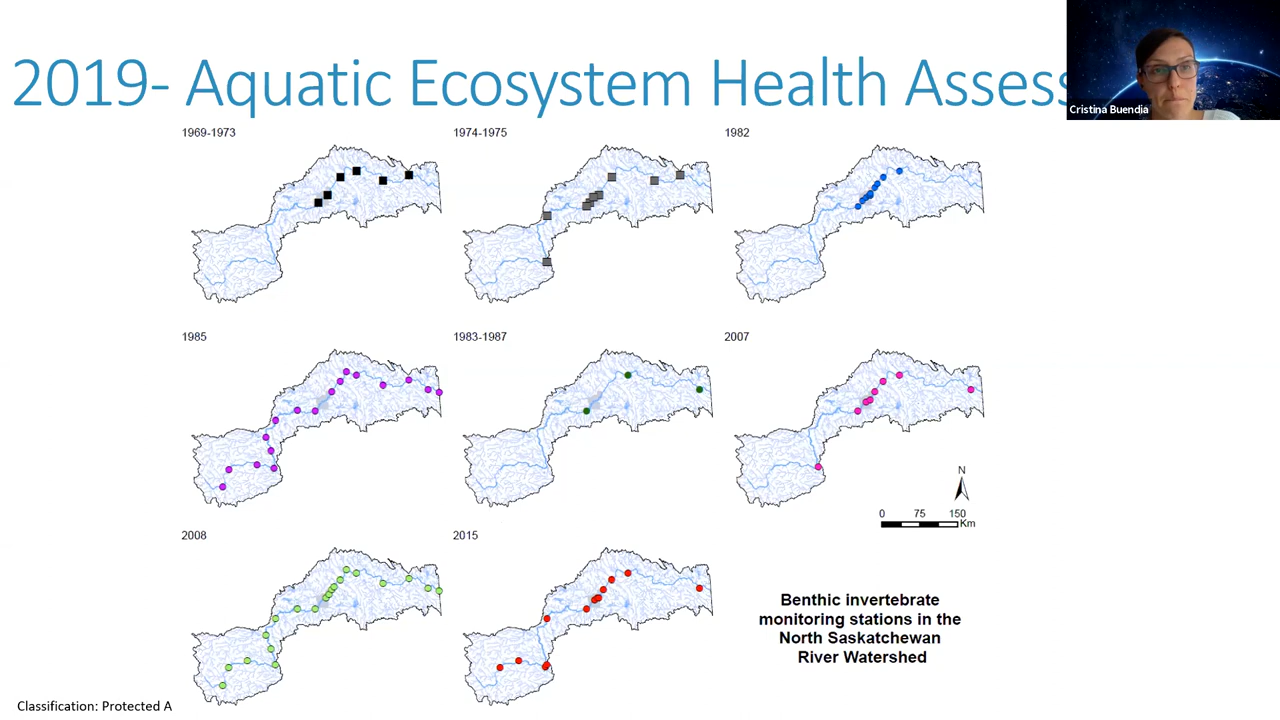 2019- Aquatic Ecosystem Health Assess
Cristina Buendia
1969-1973
1974-1975
1982
1985
1983-1987
2007
N
0 75 150
Km
2008
2015
Benthic invertebrate
monitoring stations in the
North Saskatchewan
River Watershed
Classification: Protected A